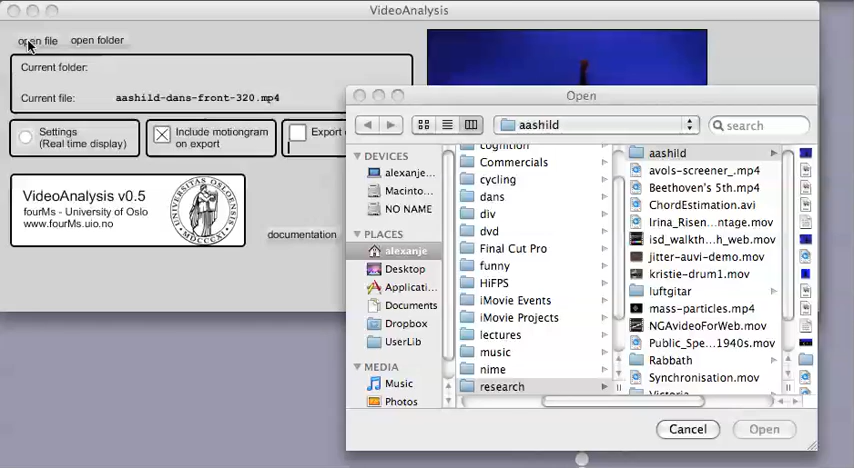 VideoAnalysis
open file open folder
Current folder:
Current file: aashild-dans-front-320.mp4
Settings
(Real time display)
Include motiongram
on export
Export
VideoAnalysis v0.5
fourMs - University of Oslo
www.fourMs.uio.no
UNIVERSITAS OSLOENSIS
MDCCCXI
documentation
Open
aashild
search
DEVICES
alexanje...
Macinto...
NO NAME
PLACES
alexanje
Desktop
Applicati...
Documents
Dropbox
UserLib
MEDIA
Music
Photos
cognition
Commercials
cycling
dans
div
dvd
Final Cut Pro
funny
HiFPS
iMovie Events
iMovie Projects
lectures
music
nime
research
aashild
avols-screener_.mp4
Beethoven's 5th.mp4
ChordEstimation.avi
Irina_Risen...ntage.mov
isd_walkth...h_web.mov
jitter-auvi-demo.mov
kristie-drum1.mov
luftgitar
mass-particles.mp4
NGAvideoForWeb.mov
Public_Spe...1940s.mov
Rabbath
Synchronisation.mov
Victoria
Cancel
Open